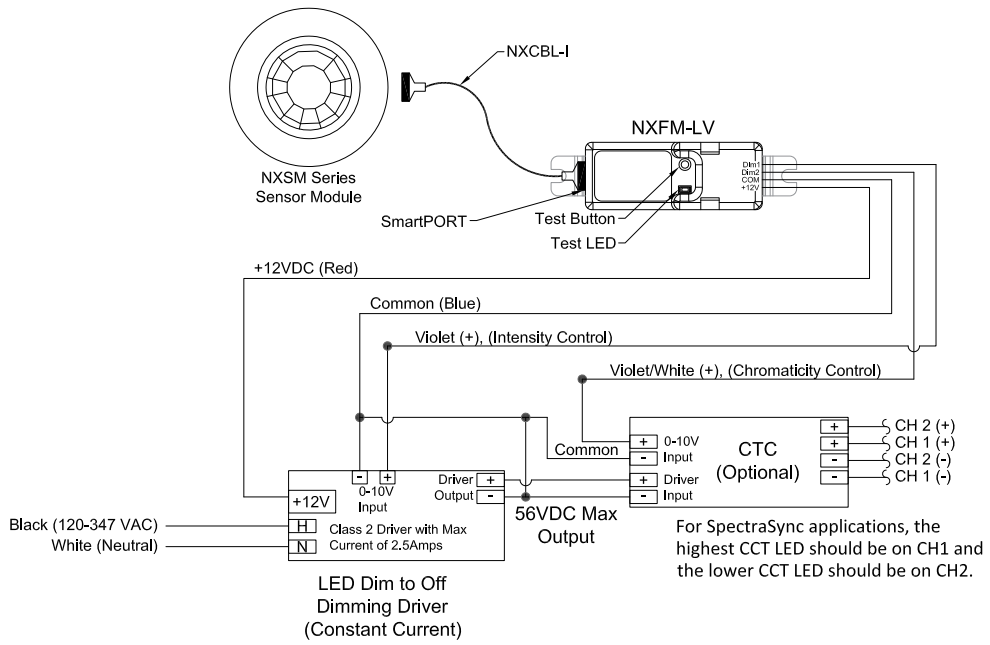 NXCBL-I
NXFM-LV
NXSM Series
Sensor Module
SmartPORT
Test Button
Test LED
Dim1
Dim2
COM
+12V
+12VDC (Red)
Common (Blue)
Violet (+), (Intensity Control)
Violet/White (+), (Chromaticity Control)
- +
0-10V
Input
+12V
H
N
Driver +
Output -
Class 2 Driver with Max
Current of 2.5Amps
Black (120-347 VAC)
White (Neutral)
LED Dim to Off
Dimming Driver
(Constant Current)
56VDC Max
Output
Common
+ 0-10V
- Input
+ Driver
- Input
CTC
(Optional)
+ CH 2 (+)
+ CH 1 (+)
- CH 2 (-)
- CH 1 (-)
For SpectraSync applications, the
highest CCT LED should be on CH1 and
the lower CCT LED should be on CH2.